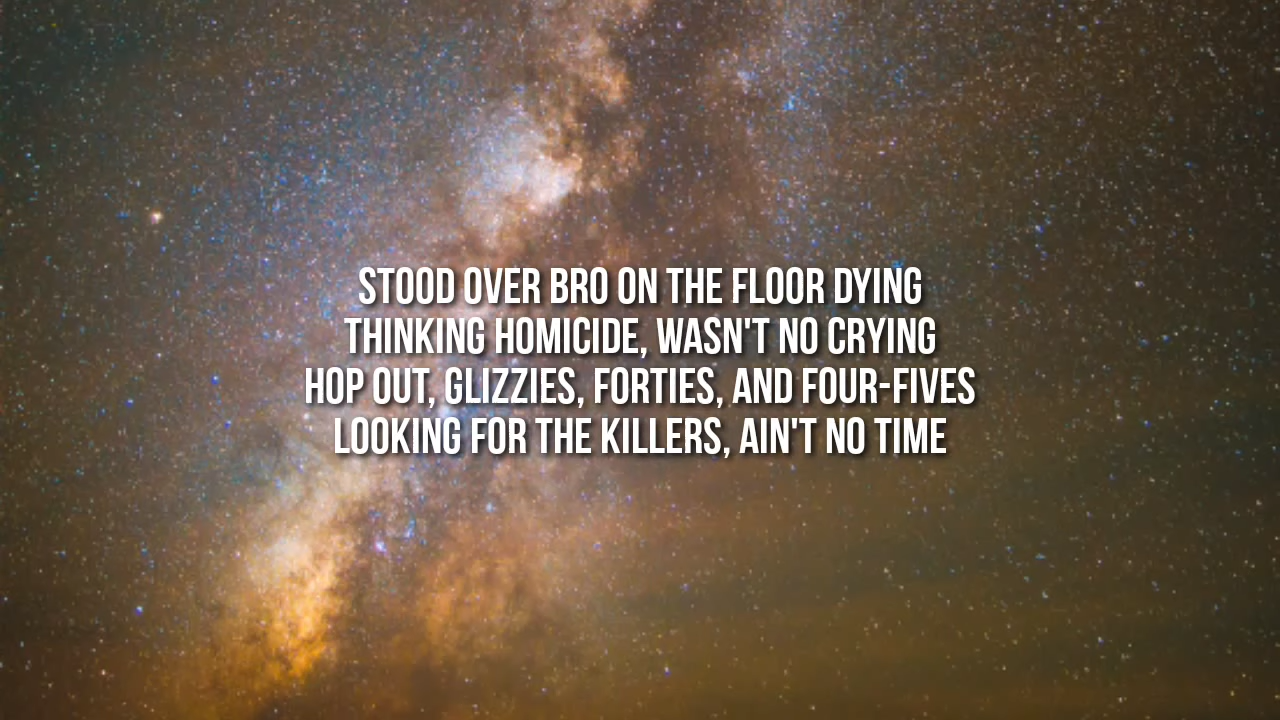 STOOD OVER BRO ON THE FLOOR DYING
THINKING HOMICIDE, WASN'T NO CRYING
HOP OUT, GLIZZIES, FORTIES, AND FOUR-FIVES
LOOKING FOR THE KILLERS, AIN'T NO TIME